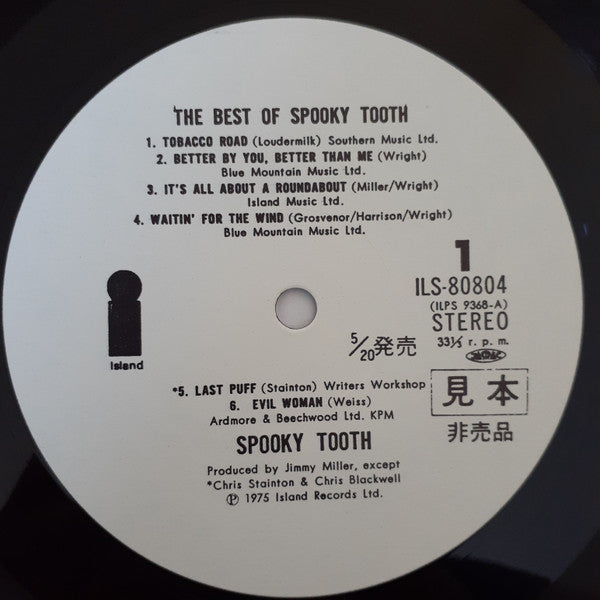 THE BEST OF SPOOKY TOOTH
1. TOBACCO ROAD (Loudermilk) Southern Music Ltd.
2. BETTER BY YOU, BETTER THAN ME (Wright)
Blue Mountain Music Ltd.
3. IT'S ALL ABOUT A ROUNDABOUT (Miller/Wright)
Island Music Ltd.
4. WAITIN' FOR THE WIND (Grosvenor/Harrison/Wright)
Blue Mountain Music Ltd.
1
ILS-80804
(ILPS 9368-A)
STEREO
33⅓ r. p. m.
Island
5/20発売
*5. LAST PUFF (Stainton) Writers Workshop
6. EVIL WOMAN (Weiss)
Ardmore & Beechwood Ltd. KPM
見本
非売品
SPOOKY TOOTH
Produced by Jimmy Miller, except
*Chris Stainton & Chris Blackwell
℗ 1975 Island Records Ltd.